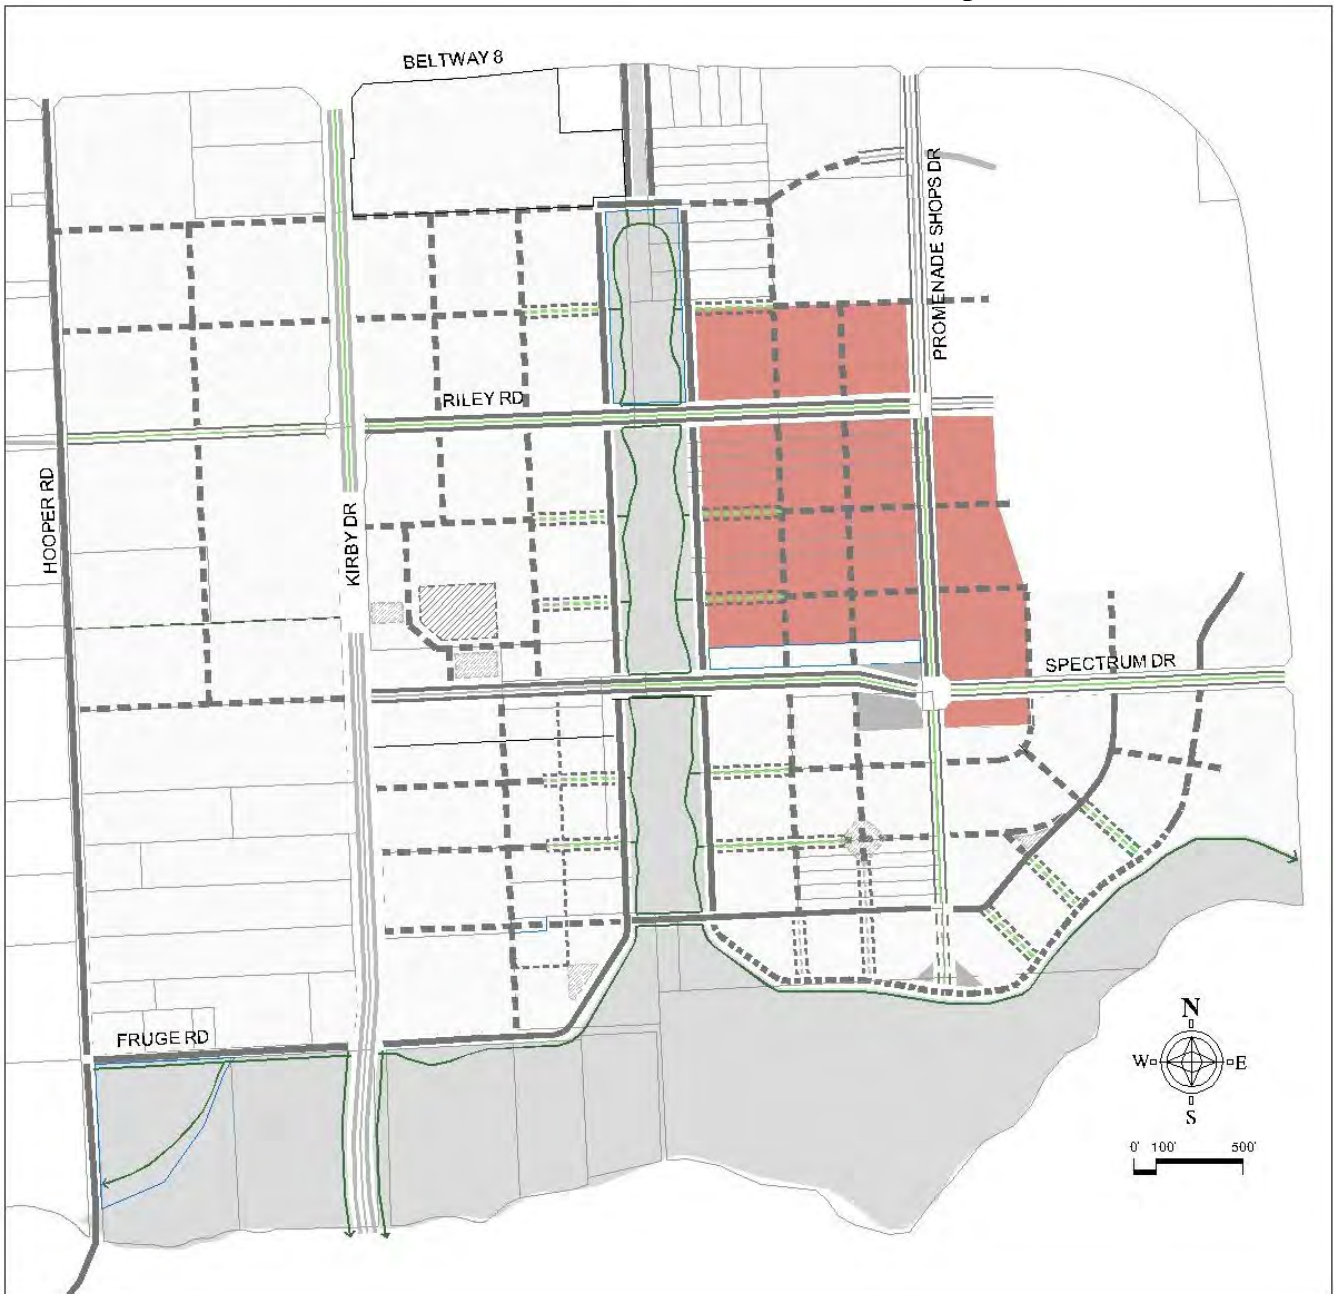 BELTWAY 8
PROMENADE SHOPS DR
RILEY RD
HOOPER RD
KIRBY DR
SPECTRUM DR
FRUGE RD
N
W
E
S
0' 100' 500'